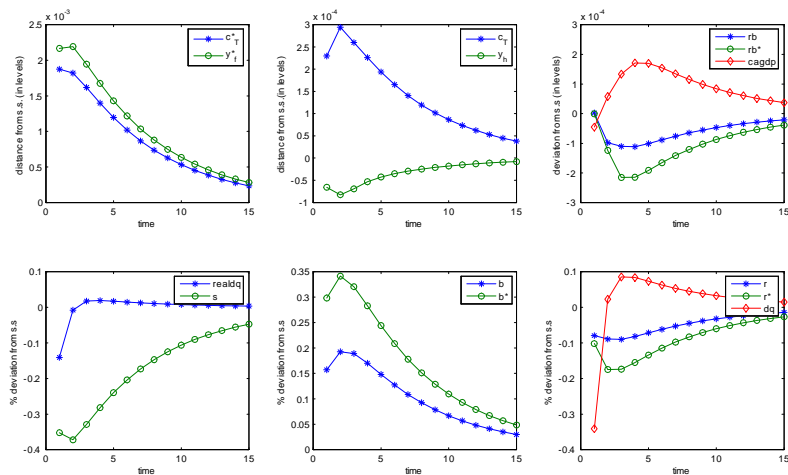 x 10⁻³
2.5
2
1.5
1
0.5
0
0
5
10
15
time
distance from s.s. (in levels)
c*_T
y*_f
x 10⁻⁴
3
2.5
2
1.5
1
0.5
0
-0.5
-1
0
5
10
15
time
distance from s.s. (in levels)
c_T
y_h
x 10⁻⁴
3
2
1
0
-1
-2
-3
0
5
10
15
time
deviation from s.s. (in levels)
rb
rb*
cagdp
0.1
0
-0.1
-0.2
-0.3
-0.4
0
5
10
15
time
% deviation from s.s
realdq
s
0.35
0.3
0.25
0.2
0.15
0.1
0.05
0
0
5
10
15
time
% deviation from s.s
b
b*
0.1
0
-0.1
-0.2
-0.3
-0.4
0
5
10
15
time
% deviation from s.s
r
r*
dq